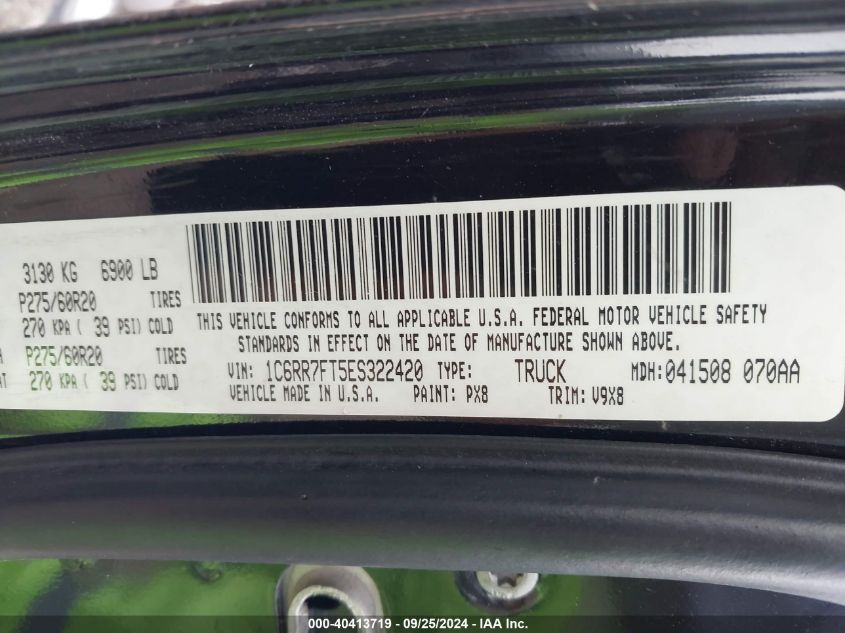 3130 KG 6900 LB
P275/60R20 TIRES
270 KPA ( 39 PSI) COLD
P275/60R20 TIRES
270 KPA ( 39 PSI) COLD
THIS VEHICLE CONFORMS TO ALL APPLICABLE U.S.A. FEDERAL MOTOR VEHICLE SAFETY
STANDARDS IN EFFECT ON THE DATE OF MANUFACTURE SHOWN ABOVE.
VIN: 1C6RR7FT5ES322420 TYPE: TRUCK MDH: 041508 070AA
VEHICLE MADE IN U.S.A. PAINT: PX8 TRIM: V9X8
000-40413719 - 09/25/2024 - IAA Inc.